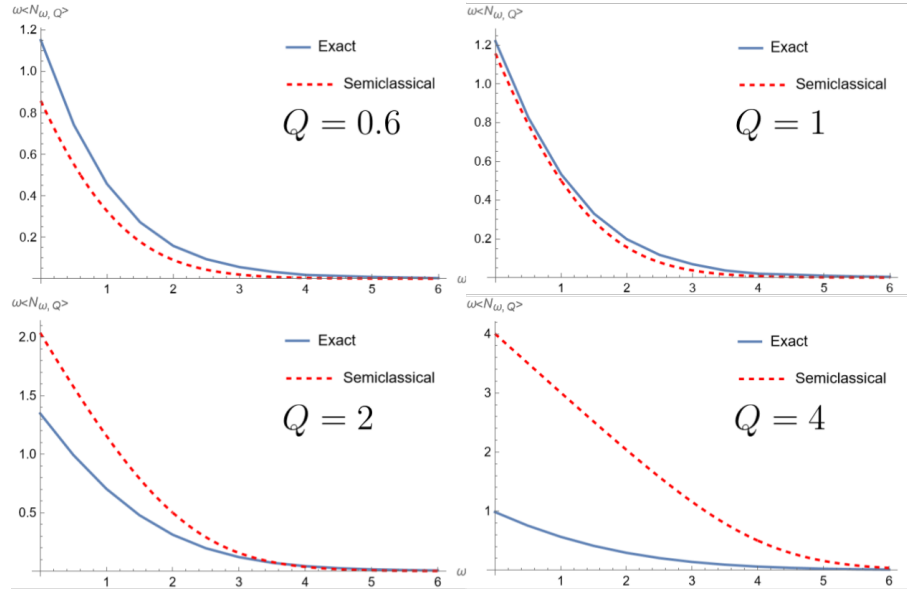 ω<N_{ω, Q}>
1.2
1.0
0.8
0.6
0.4
0.2
1 2 3 4 5 6
ω
Exact
Semiclassical
Q = 0.6
ω<N_{ω, Q}>
1.2
1.0
0.8
0.6
0.4
0.2
1 2 3 4 5 6
Exact
Semiclassical
Q = 1
2.0
1.5
1.0
0.5
1 2 3 4 5 6
ω
Exact
Semiclassical
Q = 2
ω<N_{ω, Q}>
4
3
2
1
1 2 3 4 5 6
Exact
Semiclassical
Q = 4